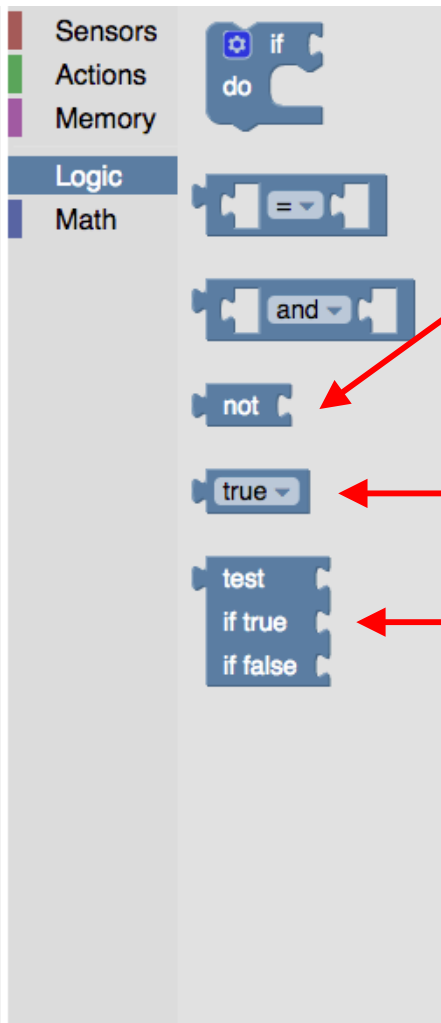 Sensors
Actions
Memory
Logic
Math
if
do
=
and
not
true
test
if true
if false